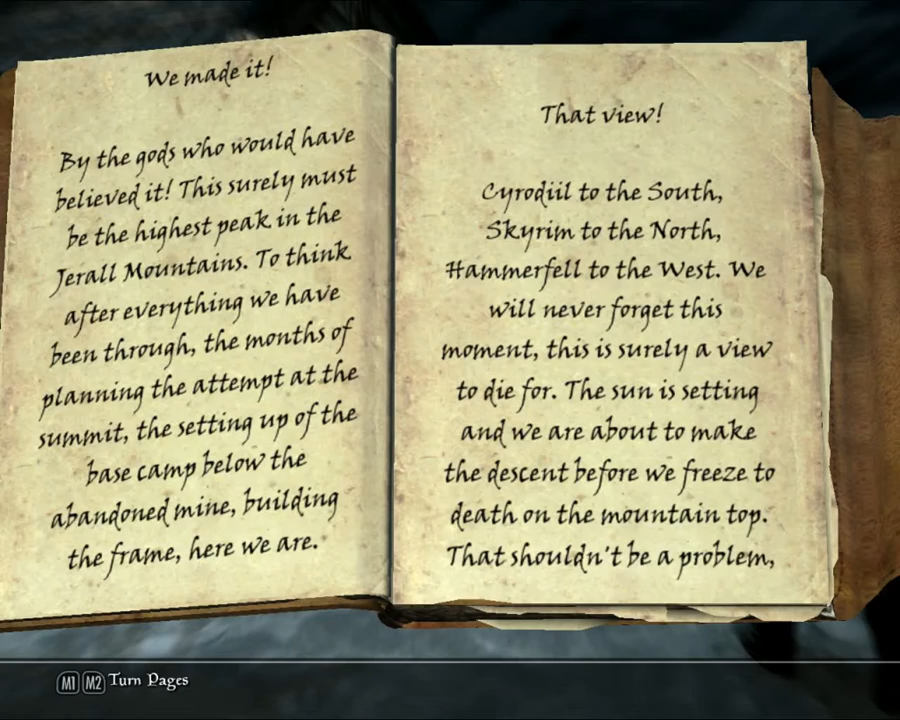 We made it!
By the gods who would have
believed it! This surely must
be the highest peak in the
Jerall Mountains. To think
after everything we have
been through, the months of
planning the attempt at the
summit, the setting up of the
base camp below the
abandoned mine, building
the frame, here we are.
That view!
Cyrodiil to the South,
Skyrim to the North,
Hammerfell to the West. We
will never forget this
moment, this is surely a view
to die for. The sun is setting
and we are about to make
the descent before we freeze to
death on the mountain top.
That shouldn't be a problem,
M1 M2 Turn Pages